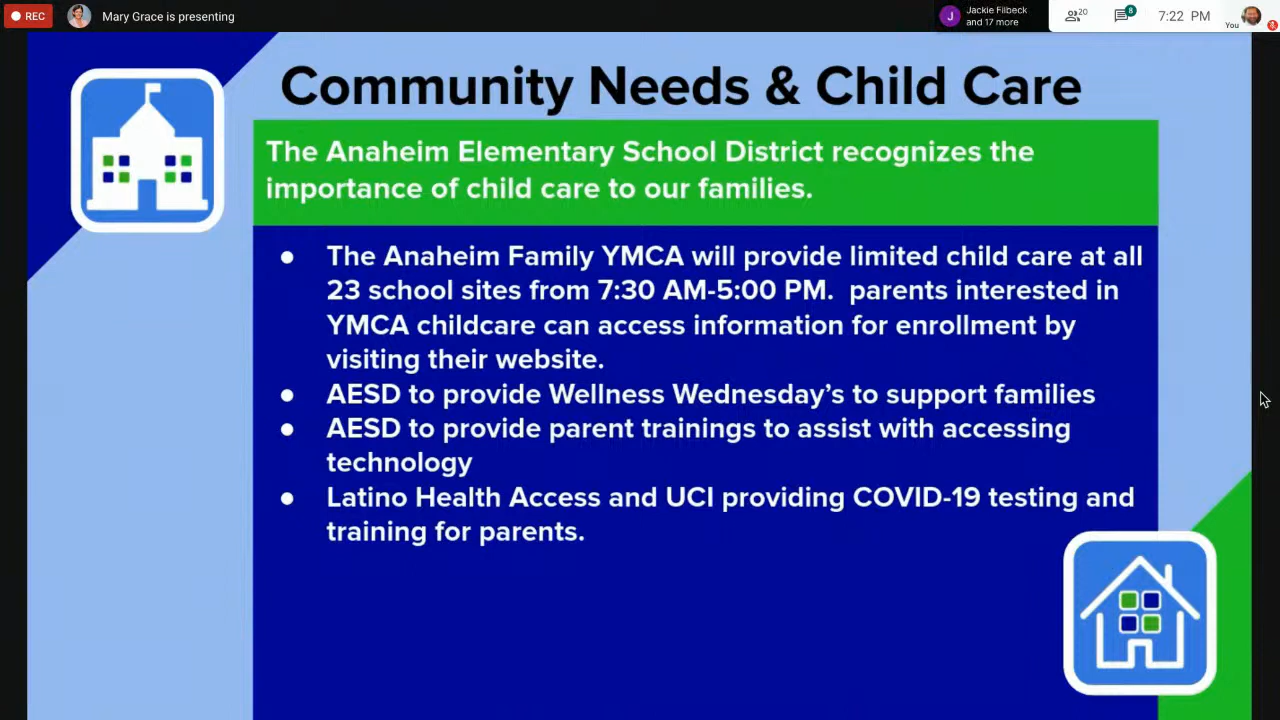 REC
Mary Grace is presenting
J
Jackie Filbeck
and 17 more
20
8
7:22 PM
You
Community Needs & Child Care
The Anaheim Elementary School District recognizes the
importance of child care to our families.
● The Anaheim Family YMCA will provide limited child care at all
23 school sites from 7:30 AM-5:00 PM.  parents interested in
YMCA childcare can access information for enrollment by
visiting their website.
● AESD to provide Wellness Wednesday’s to support families
● AESD to provide parent trainings to assist with accessing
technology
● Latino Health Access and UCI providing COVID-19 testing and
training for parents.